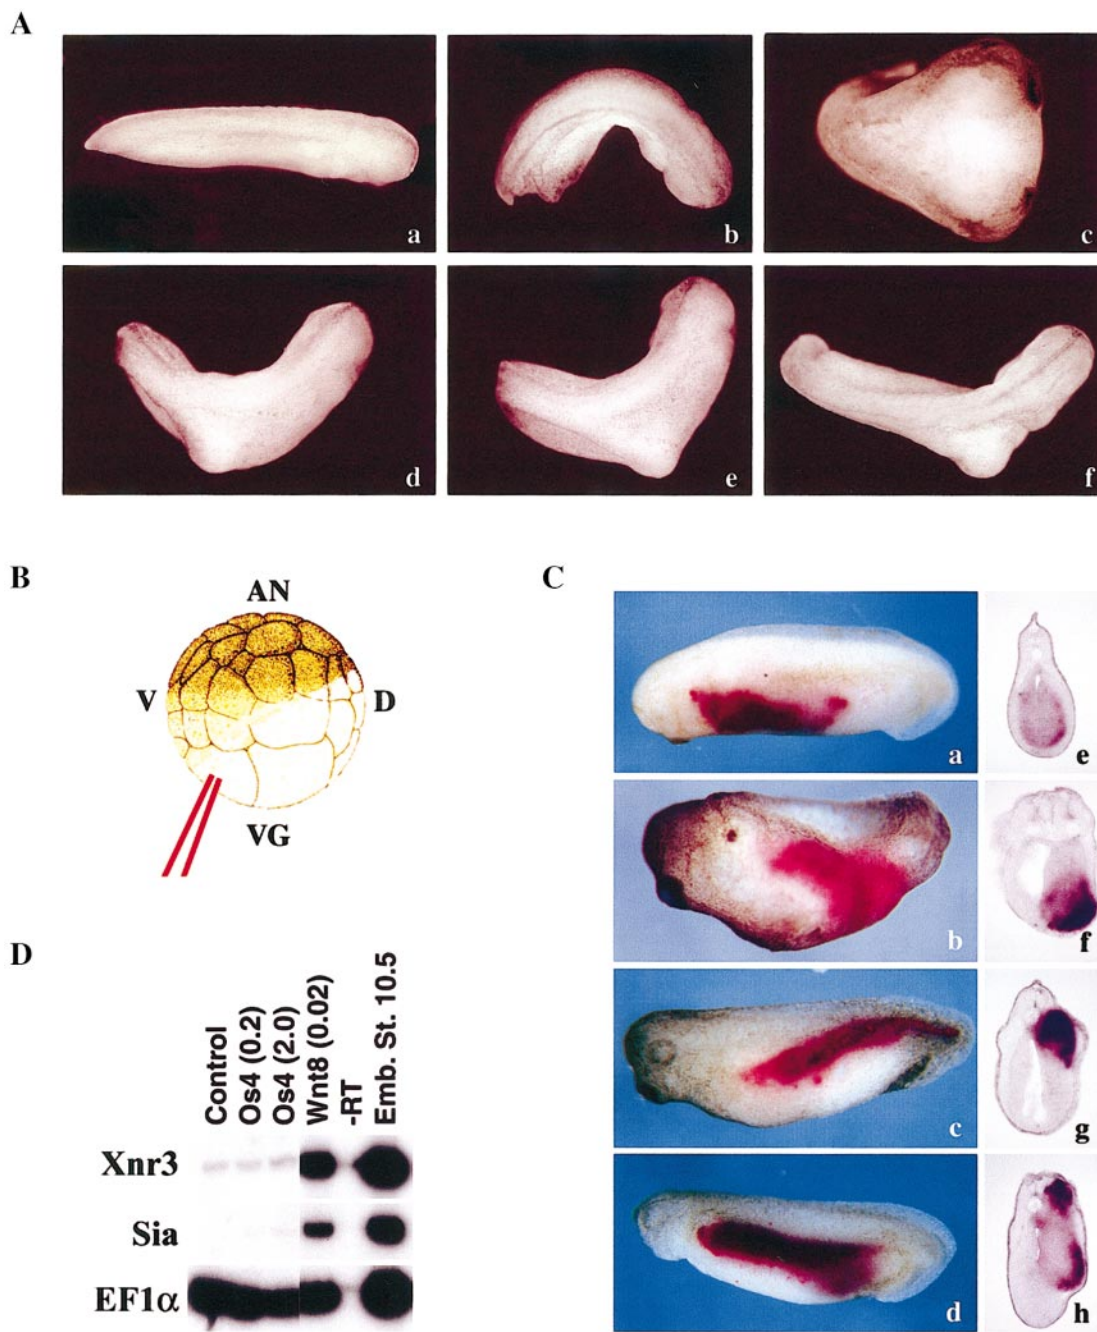 A
a
b
c
d
e
f
B
AN
V
D
VG
C
a
e
b
f
c
g
d
h
D
Control
Os4 (0.2)
Os4 (2.0)
Wnt8 (0.02)
-RT
Emb. St. 10.5
Xnr3
Sia
EF1α